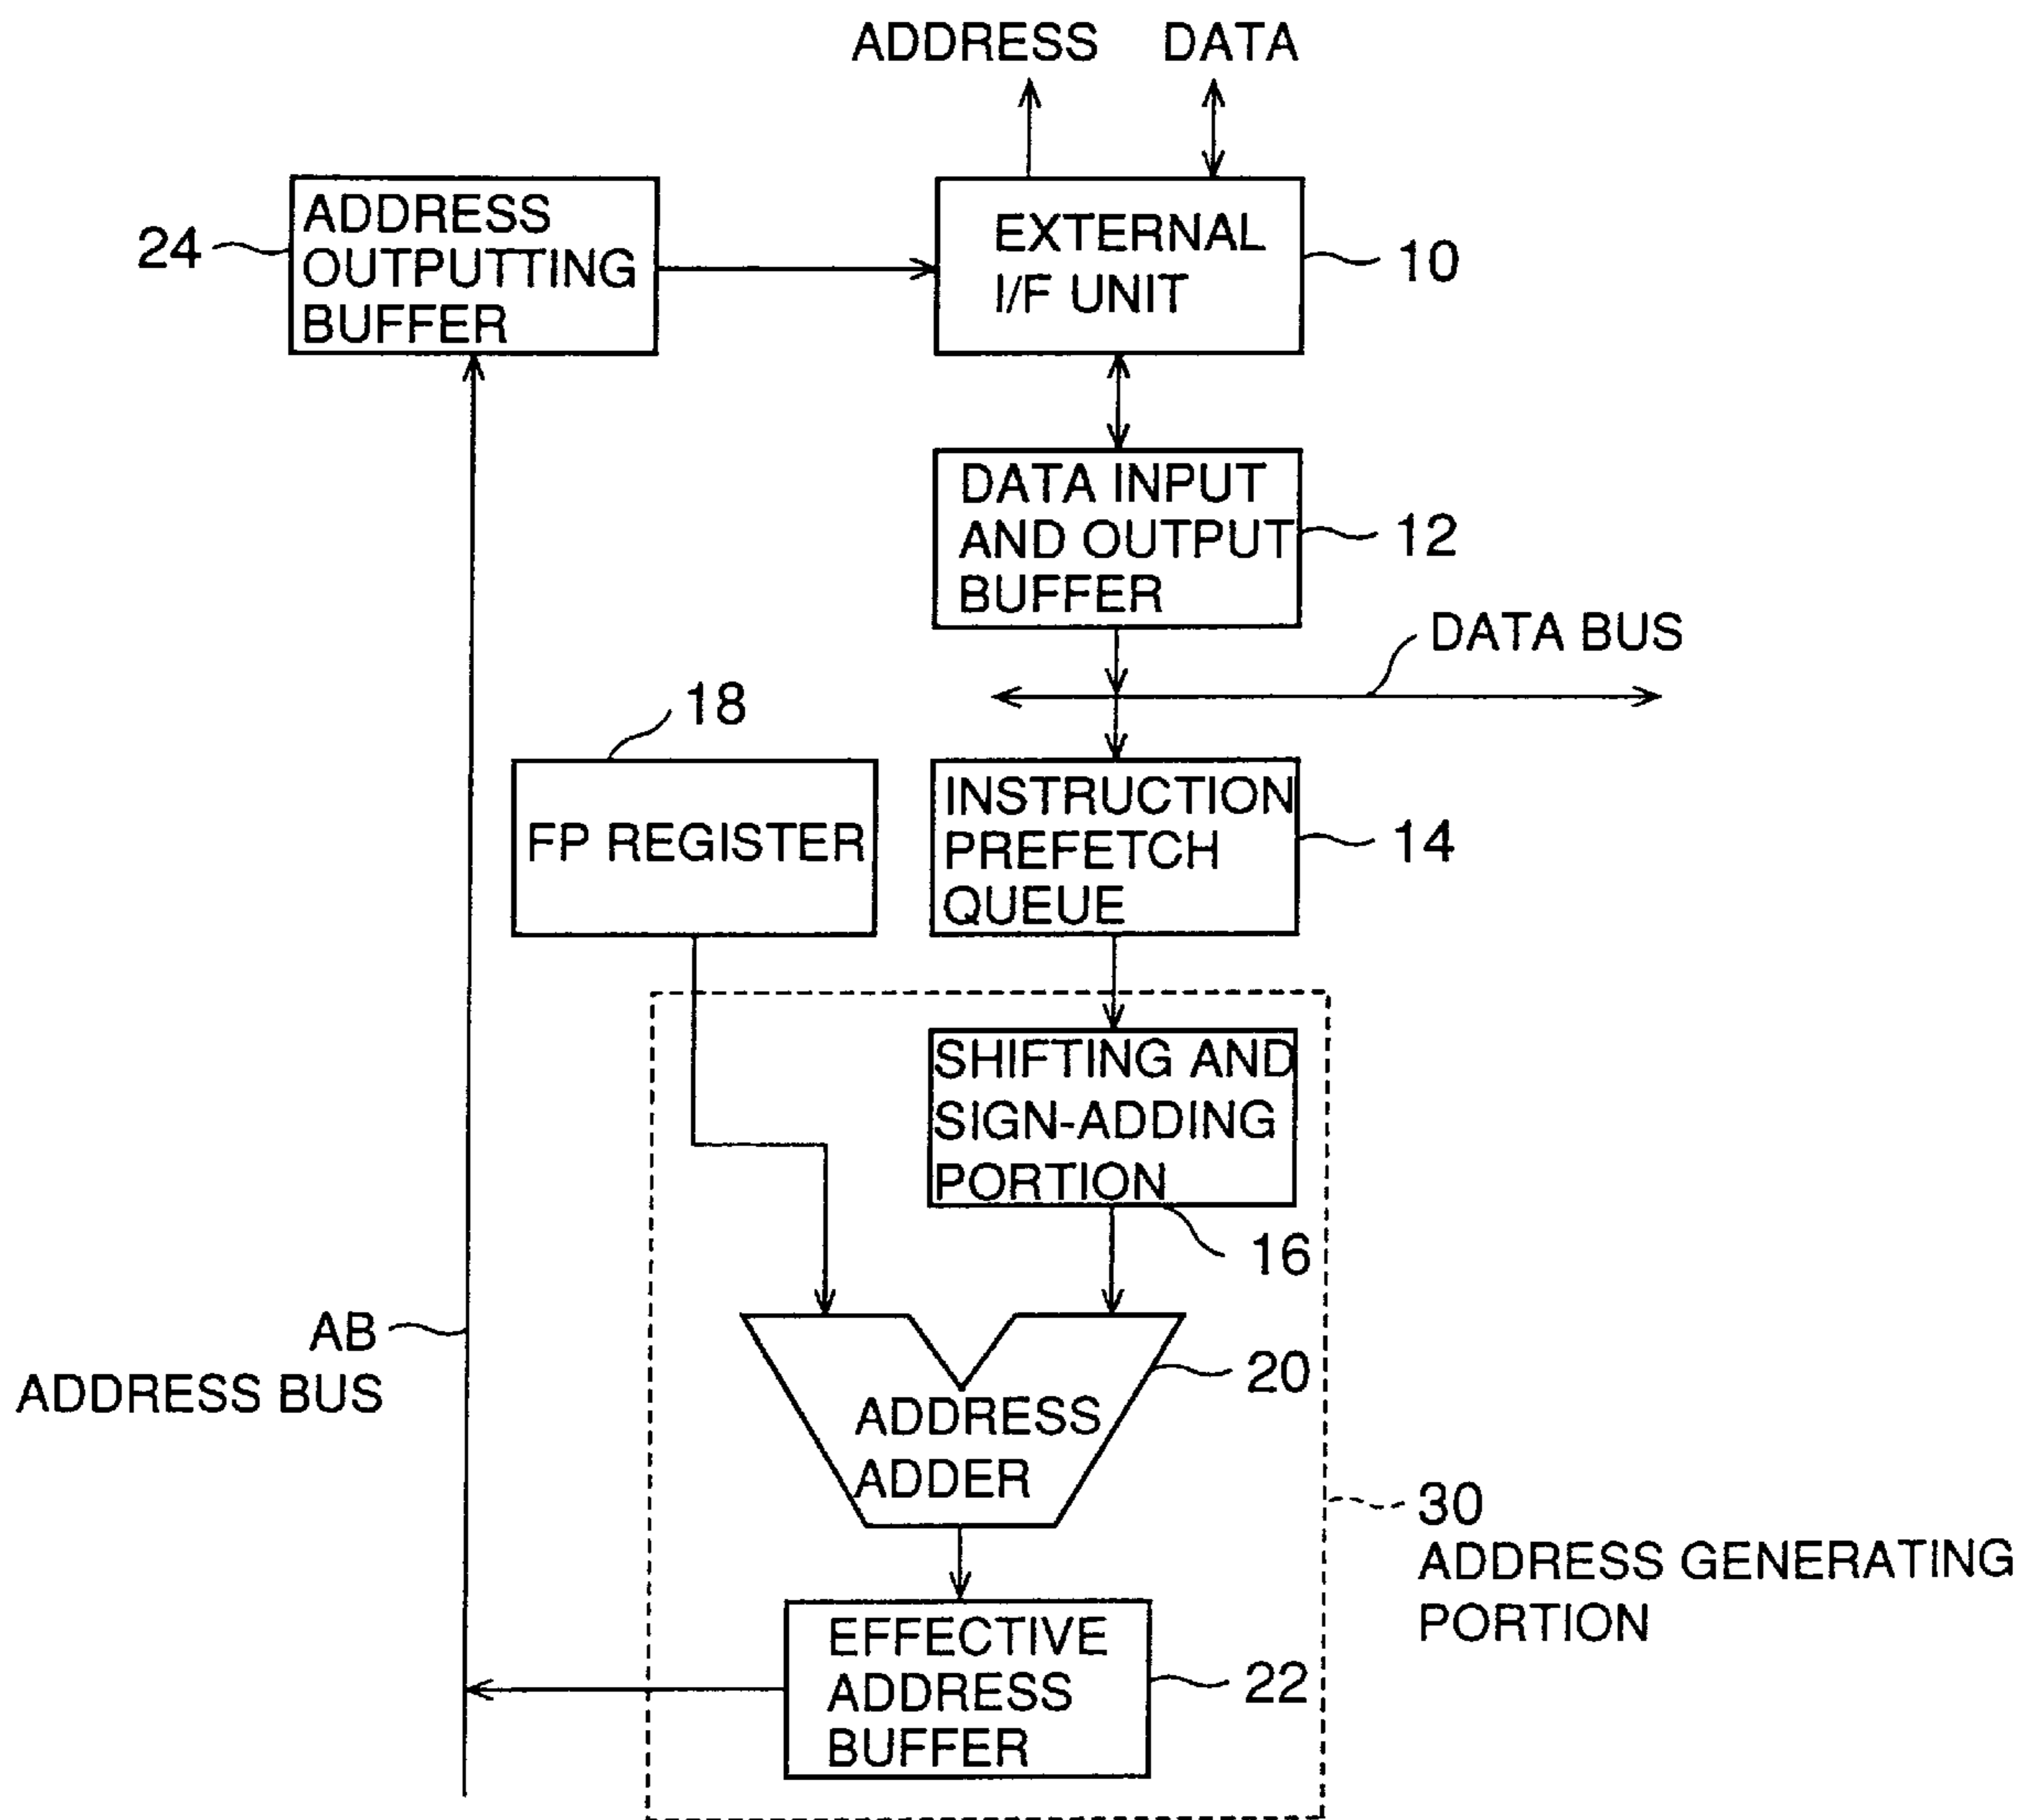 ADDRESS DATA
ADDRESS
OUTPUTTING
BUFFER
24
EXTERNAL
I/F UNIT
10
DATA INPUT
AND OUTPUT
BUFFER
12
DATA BUS
18
FP REGISTER
INSTRUCTION
PREFETCH
QUEUE
14
SHIFTING AND
SIGN-ADDING
PORTION
16
AB
ADDRESS BUS
ADDRESS
ADDER
20
30
ADDRESS GENERATING
PORTION
EFFECTIVE
ADDRESS
BUFFER
22